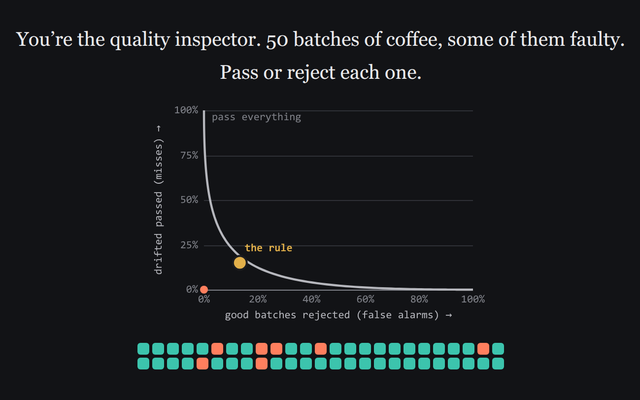 You’re the quality inspector. 50 batches of coffee, some of them faulty.
Pass or reject each one.
100%
pass everything
75%
50%
25%
the rule
0%
drifted passed (misses) →
0% 20% 40% 60% 80% 100%
good batches rejected (false alarms) →